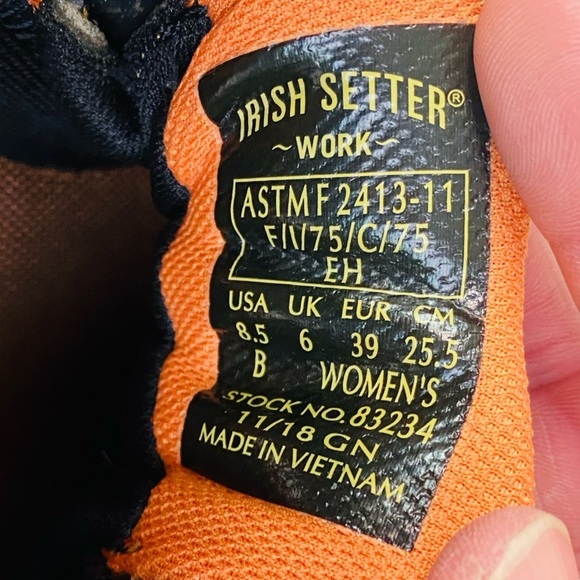 IRISH SETTER®
~WORK~
ASTM F 2413-11
F/I/75/C/75
EH
USA UK EUR CM
8.5 6 39 25.5
B WOMEN'S
STOCK NO. 83234
11/18 GN
MADE IN VIETNAM